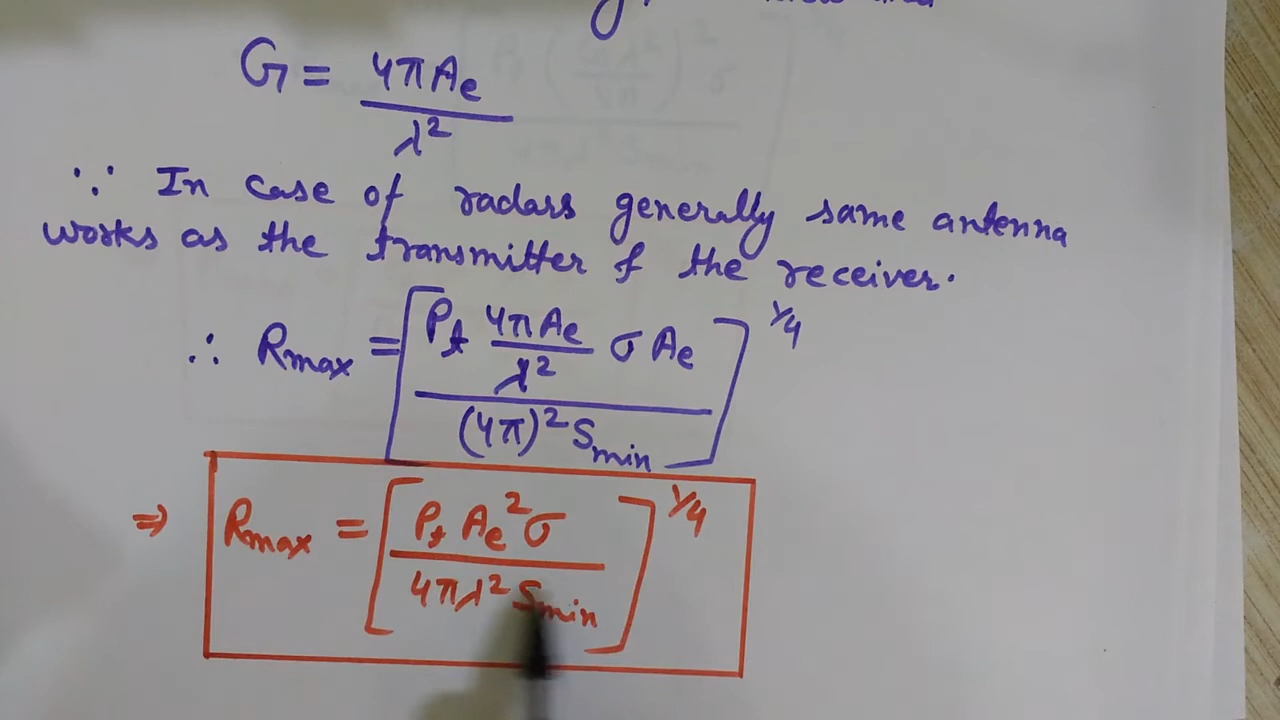 G = 4πAe / λ²
∵ In case of radars generally same antenna
works as the transmitter & the receiver.
∴ Rmax = [Pt 4πAe / λ² σ Ae / (4π)² Smin]^1/4
⇒ Rmax = [Pt Ae² σ / 4πλ² Smin]^1/4